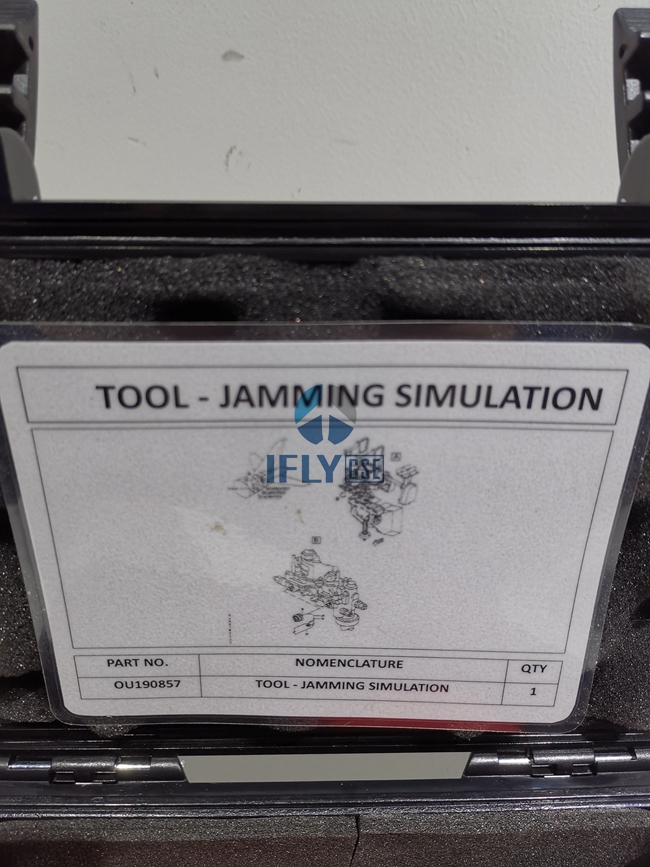 TOOL - JAMMING SIMULATION
IFLY GSE
A
B
PART NO. NOMENCLATURE QTY
OU190857 TOOL - JAMMING SIMULATION 1